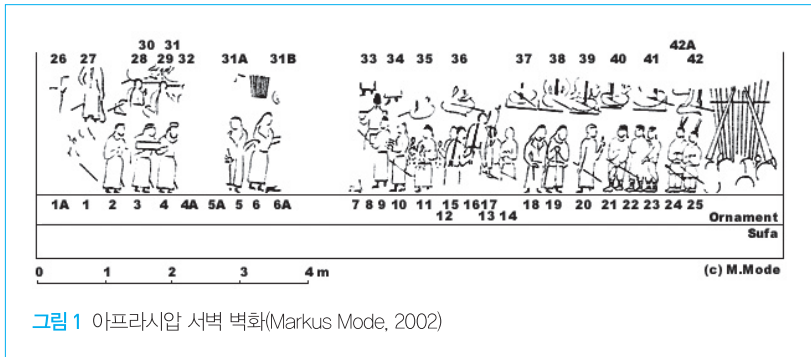 30 31 42A
26 27 28 29 32 31A 31B 33 34 35 36 37 38 39 40 41 42
1A 1 2 3 4 4A 5A 5 6 6A 7 8 9 10 11 15 16 17 18 19 20 21 22 23 24 25 Ornament
12 13 14
Sufa
0 1 2 3 4 m (c) M.Mode
그림 1 아프라시압 서벽 벽화(Markus Mode, 2002)